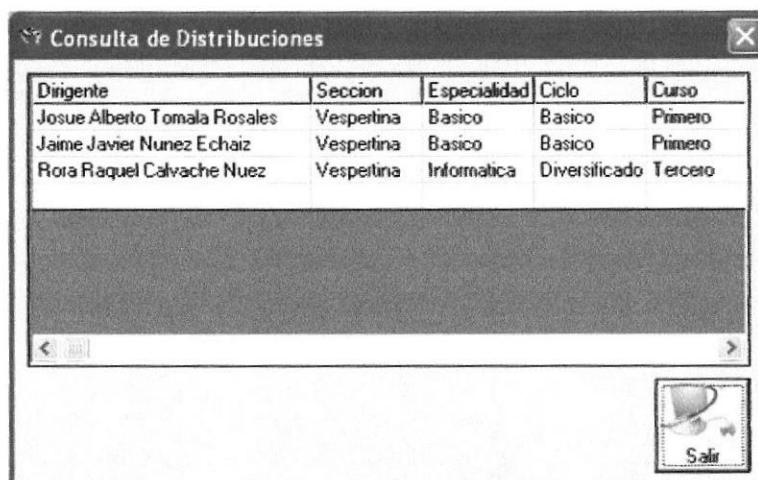 Consulta de Distribuciones
Dirigente Seccion Especialidad Ciclo Curso
Josue Alberto Tomala Rosales Vespertina Basico Basico Primero
Jaime Javier Nunez Echaiz Vespertina Basico Basico Primero
Rora Raquel Calvache Nuez Vespertina Informatica Diversificado Tercero
Salir